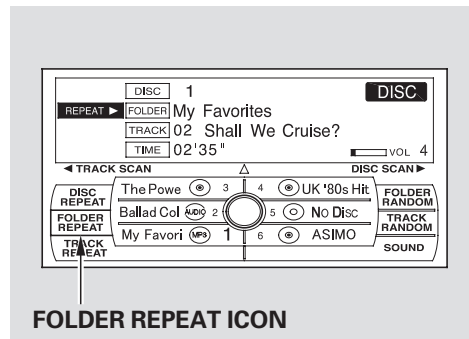 DISC 1 DISC
REPEAT ▶ FOLDER My Favorites
TRACK 02 Shall We Cruise?
TIME 02'35" VOL 4
◀ TRACK SCAN △ DISC SCAN ▶
DISC REPEAT The Powe 3 4 UK '80s Hit FOLDER RANDOM
FOLDER REPEAT Ballad Col AUDIO 2 5 No Disc TRACK RANDOM
TRACK REPEAT My Favori MP3 1 6 ASIMO SOUND
FOLDER REPEAT ICON